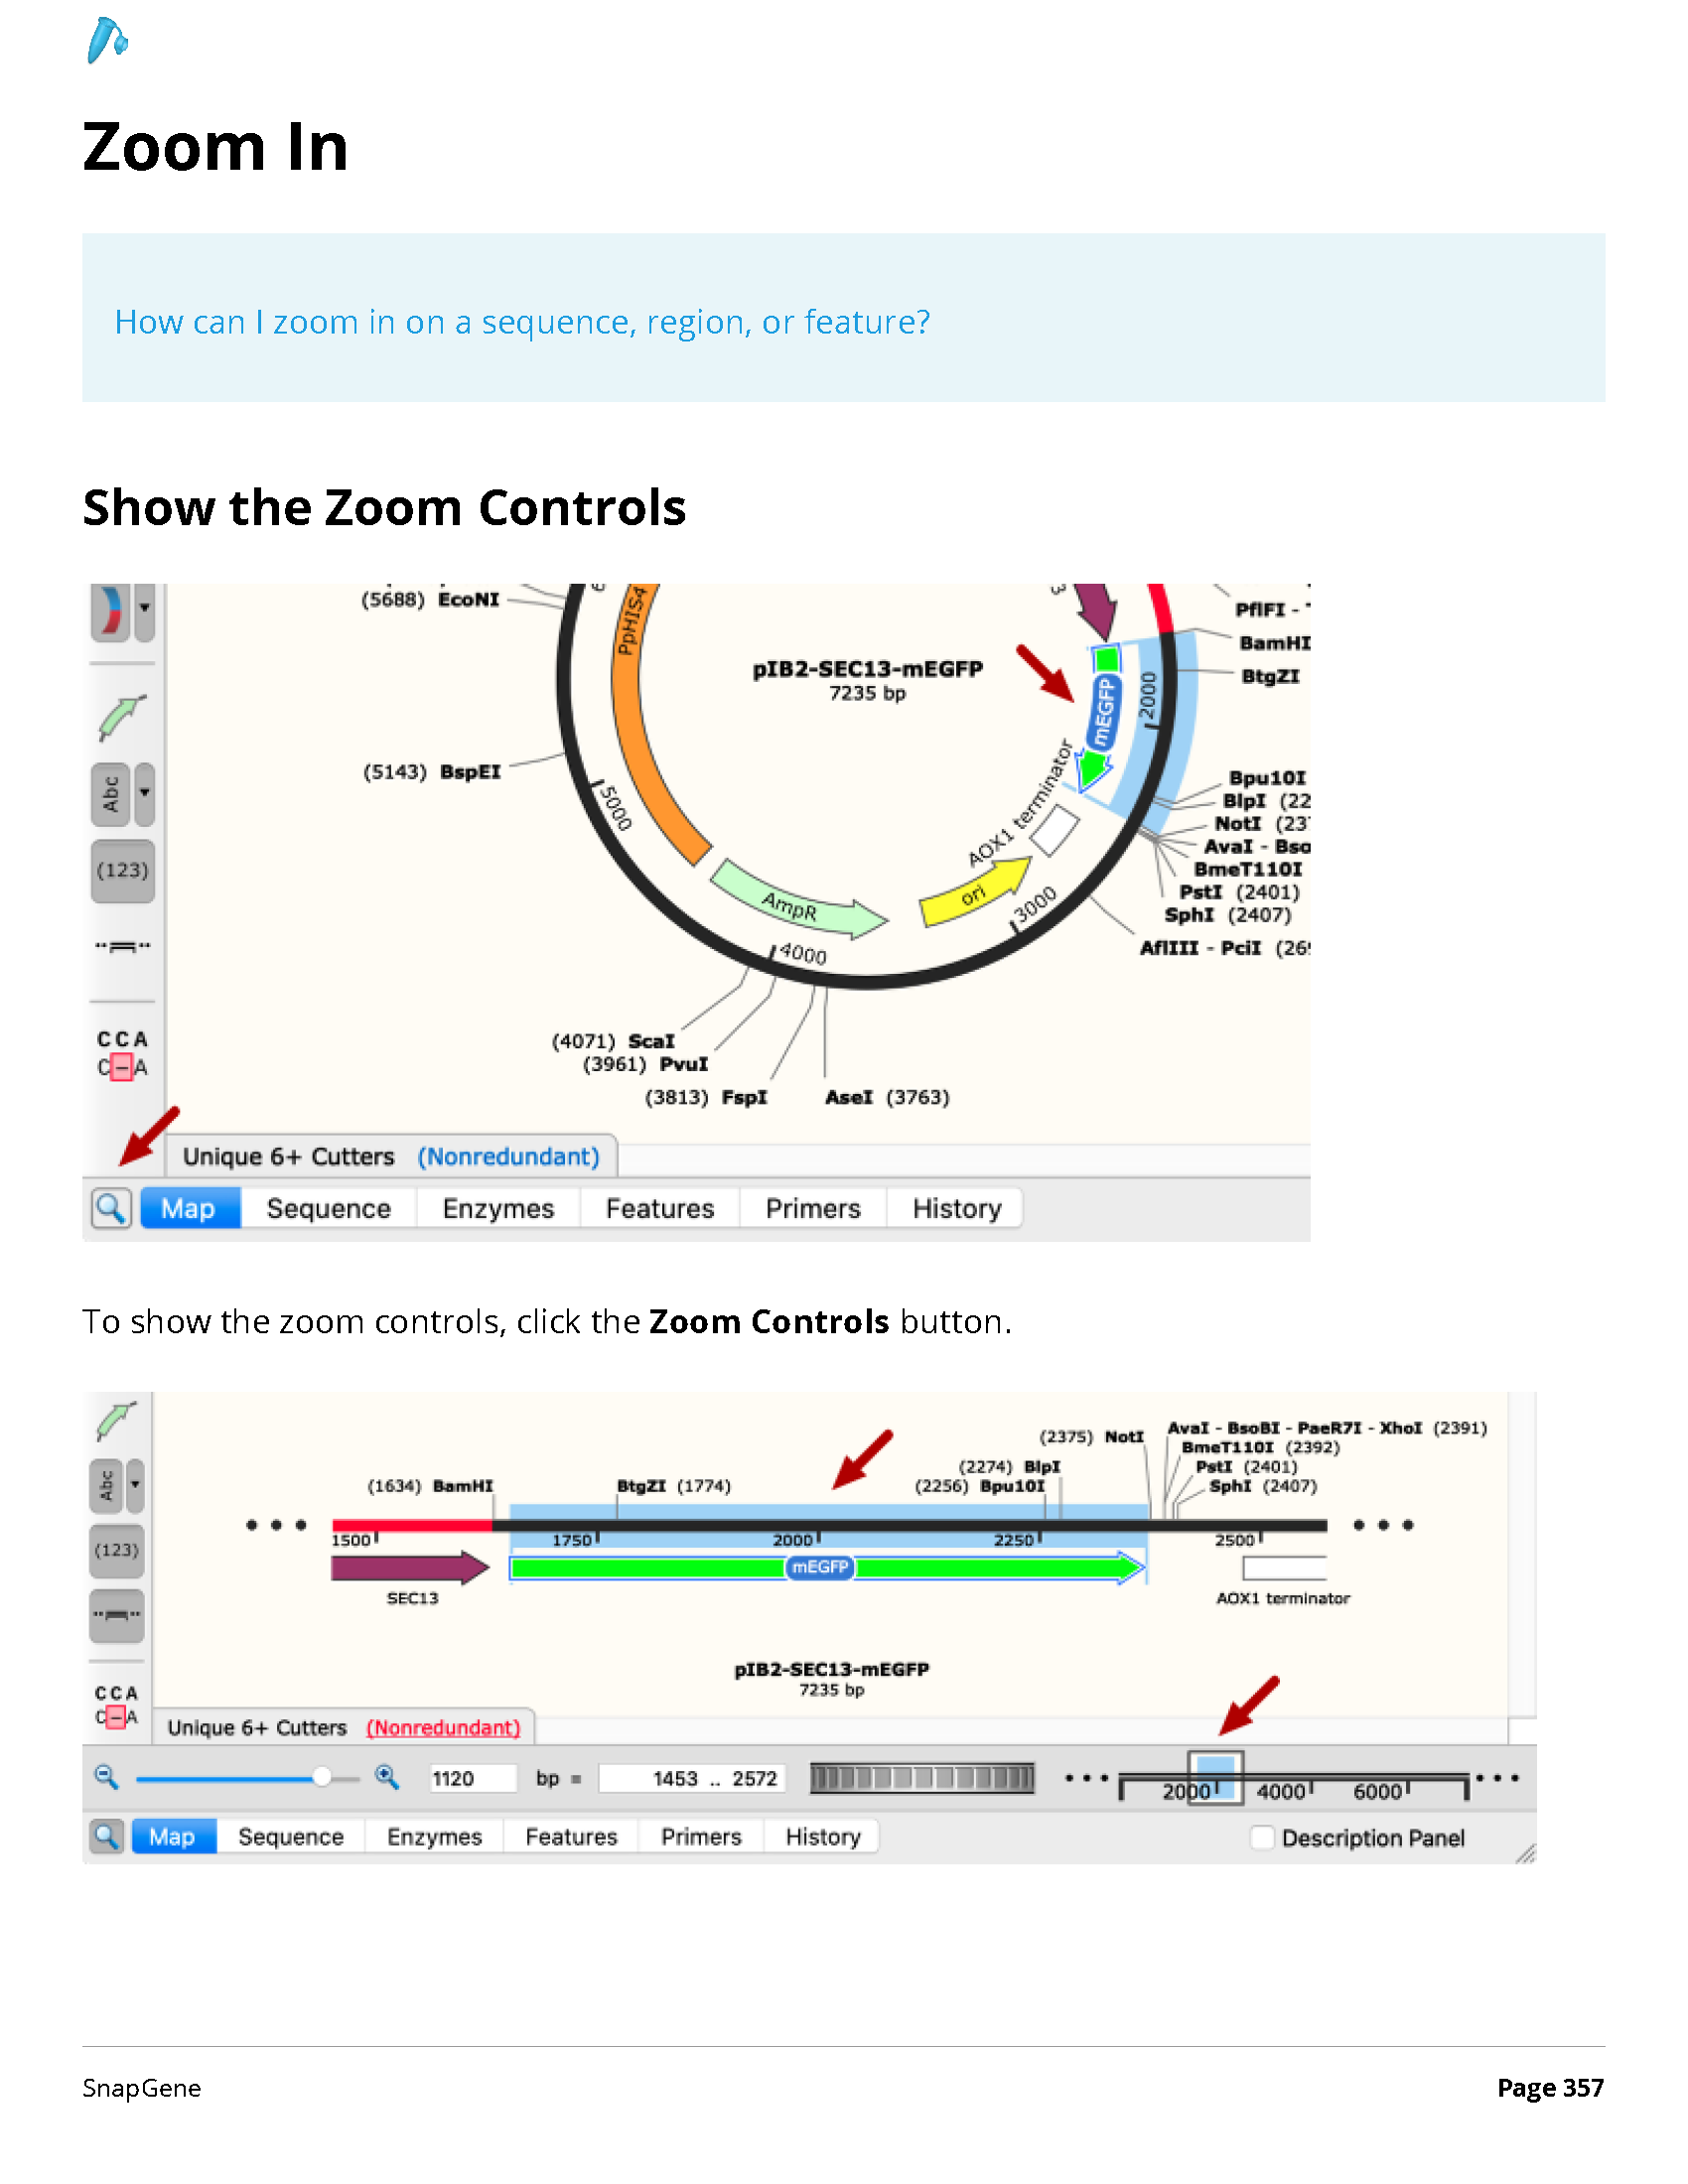 Zoom In
How can I zoom in on a sequence, region, or feature?
Show the Zoom Controls
(5688) EcoNI
PpHIS4
pIB2-SEC13-mEGFP
7235 bp
PflFI -
BamHI
BtgZI
mEGFP
2000
(5143) BspEI
5000
AOX1 terminator
Bpu10I
BlpI (22
NotI (23
AvaI - Bso
BmeT110I
PstI (2401)
SphI (2407)
AflIII - PciI (26
AmpR
ori
3000
4000
Abc
(123)
CCA
C-A
(4071) ScaI
(3961) PvuI
(3813) FspI
AseI (3763)
Unique 6+ Cutters (Nonredundant)
Map Sequence Enzymes Features Primers History
To show the zoom controls, click the Zoom Controls button.
Abc
(123)
CCA
C-A
(1634) BamHI
BtgZI (1774)
(2375) NotI
(2274) BlpI
(2256) Bpu10I
AvaI - BsoBI - PaeR7I - XhoI (2391)
BmeT110I (2392)
PstI (2401)
SphI (2407)
1500 1750 2000 2250 2500
mEGFP
SEC13
AOX1 terminator
pIB2-SEC13-mEGFP
7235 bp
Unique 6+ Cutters (Nonredundant)
1120 bp = 1453 .. 2572
2000 4000 6000
Map Sequence Enzymes Features Primers History
Description Panel
SnapGene
Page 357